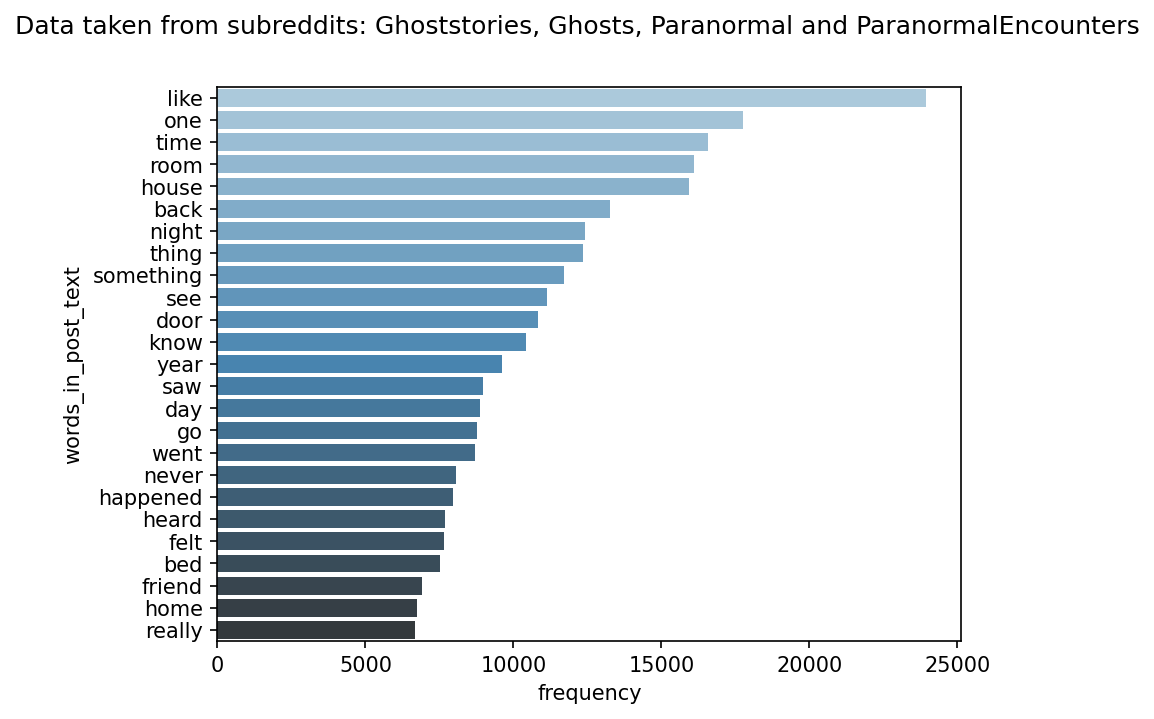 Data taken from subreddits: Ghoststories, Ghosts, Paranormal and ParanormalEncounters
like
one
time
room
house
back
night
thing
something
see
door
know
year
saw
day
go
went
never
happened
heard
felt
bed
friend
home
really
words_in_post_text
0 5000 10000 15000 20000 25000
frequency